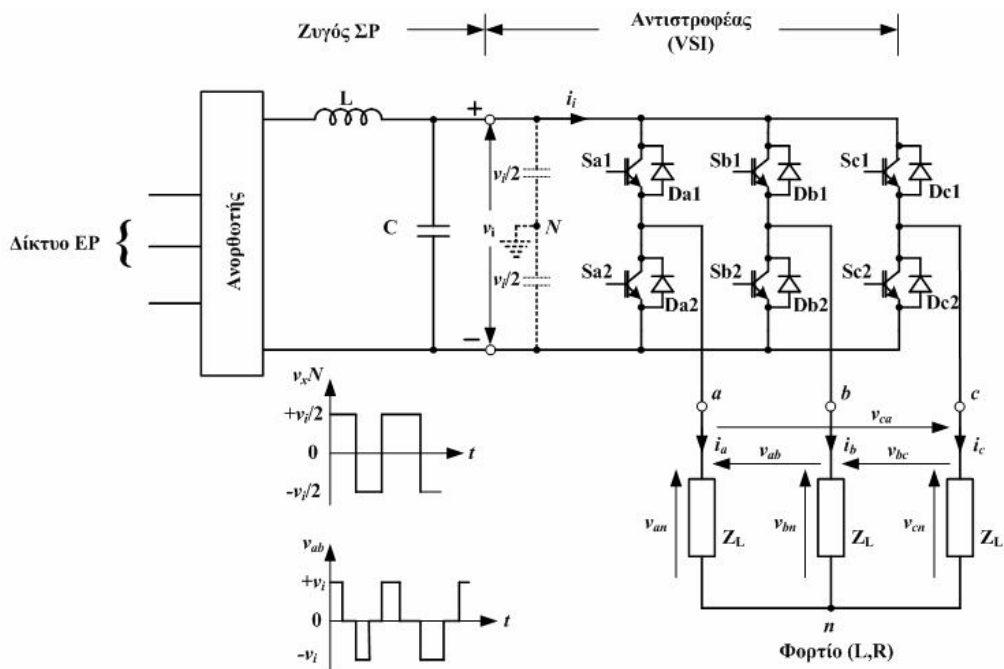 Ζυγός ΣΡ
Αντιστροφέας
(VSI)
L
+
i_i
Sa1
Sb1
Sc1
v_i/2
Da1
Db1
Dc1
Δίκτυο ΕΡ
{
Ανορθωτής
C
v_i
N
v_i/2
Sa2
Sb2
Sc2
Da2
Db2
Dc2
−
v_xN
+v_i/2
0
t
-v_i/2
a
b
c
v_ca
i_a
v_ab
i_b
v_bc
i_c
v_an
v_bn
v_cn
Z_L
Z_L
Z_L
v_ab
+v_i
0
t
-v_i
n
Φορτίο (L,R)